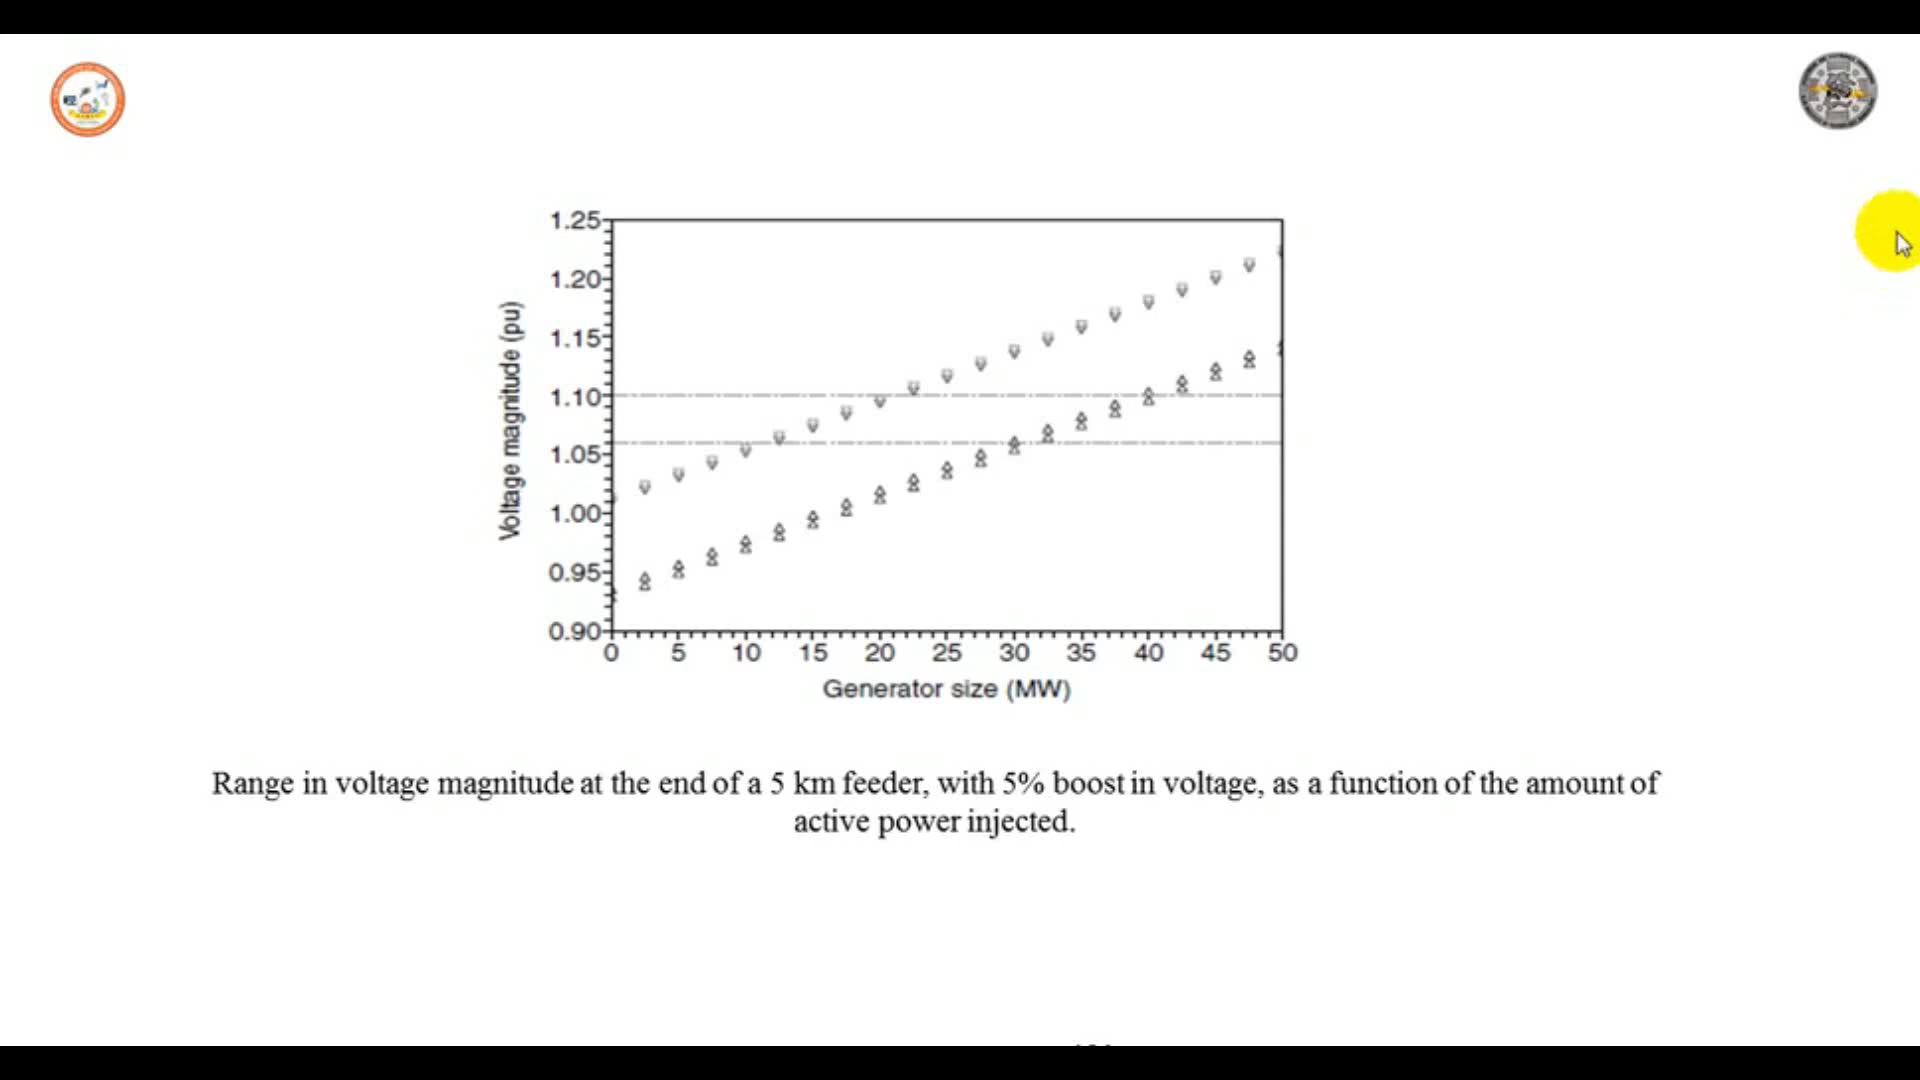 1.25
1.20
1.15
1.10
1.05
1.00
0.95
0.90
Voltage magnitude (pu)
0 5 10 15 20 25 30 35 40 45 50
Generator size (MW)
Range in voltage magnitude at the end of a 5 km feeder, with 5% boost in voltage, as a function of the amount of
active power injected.